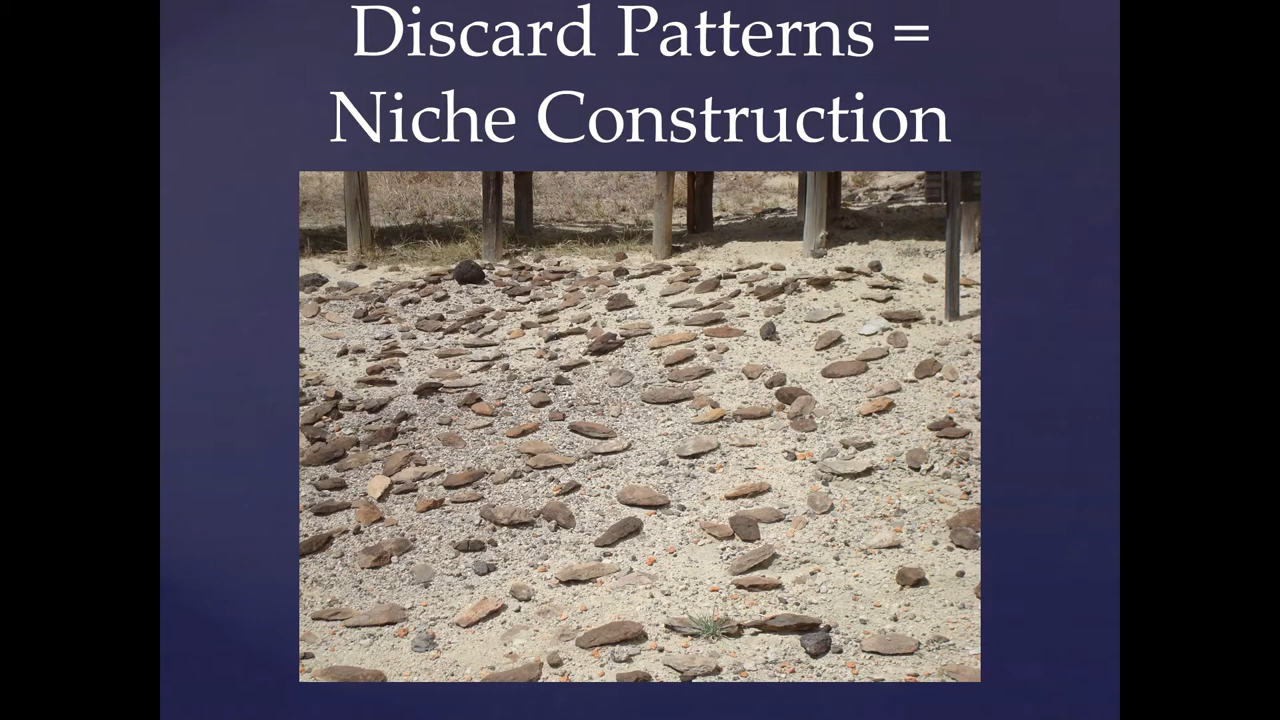 Discard Patterns =
Niche Construction